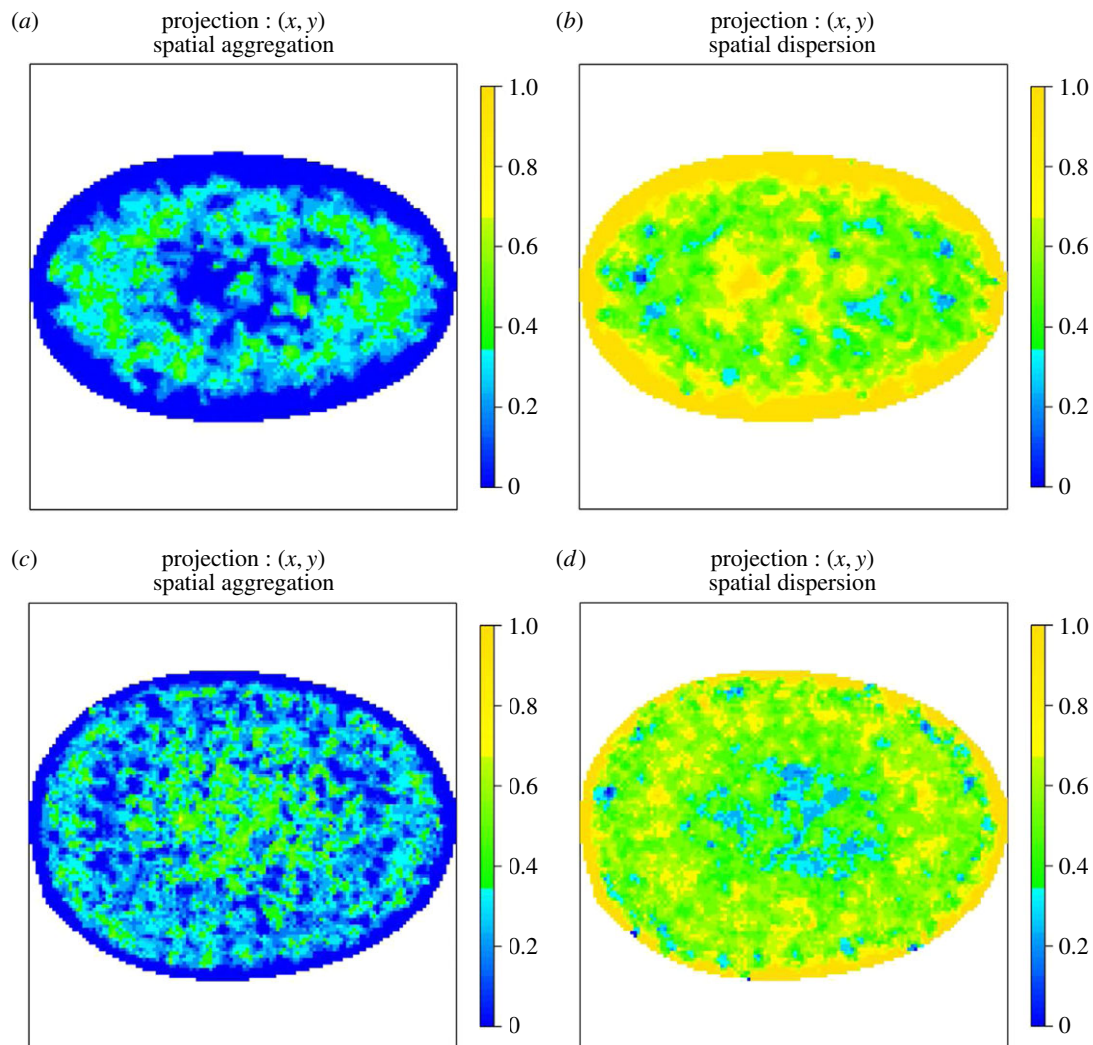 (a)
projection : (x, y)
spatial aggregation
1.0
0.8
0.6
0.4
0.2
0
(b)
projection : (x, y)
spatial dispersion
1.0
0.8
0.6
0.4
0.2
0
(c)
projection : (x, y)
spatial aggregation
1.0
0.8
0.6
0.4
0.2
0
(d)
projection : (x, y)
spatial dispersion
1.0
0.8
0.6
0.4
0.2
0